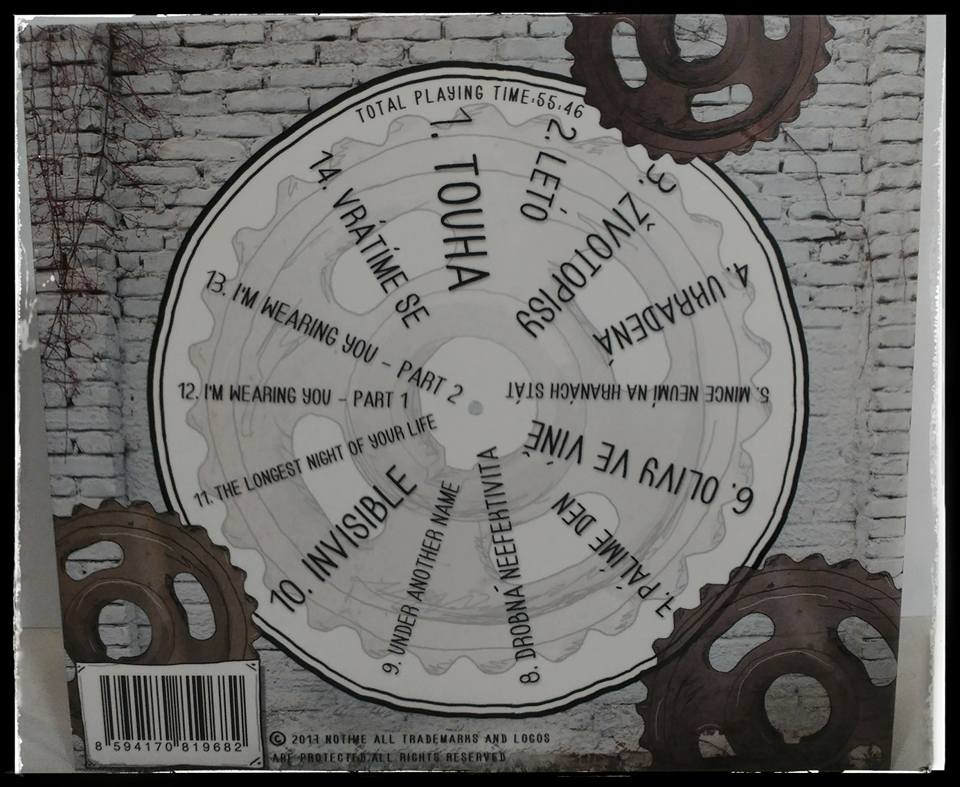 TOTAL PLAYING TIME:55:46
1. TOUHA
2. LÉTO
3. ŽIVOTOPISY
4. UKRADENÁ
5. MINCE NEUMÍ NA HRANÁCH STÁT
6. OLIVY VE VÍNĚ
7. PÁLÍME DEN
8. DROBNÁ NEEFEKTIVITA
9. UNDER ANOTHER NAME
10. INVISIBLE
11. THE LONGEST NIGHT OF YOUR LIFE
12. I'M WEARING YOU - PART 1
13. I'M WEARING YOU - PART 2
14. VRATÍME SE
8 594170 819682
© 2017 NOTIME ALL TRADEMARKS AND LOGOS
ARE PROTECTED.ALL RIGHTS RESERVED